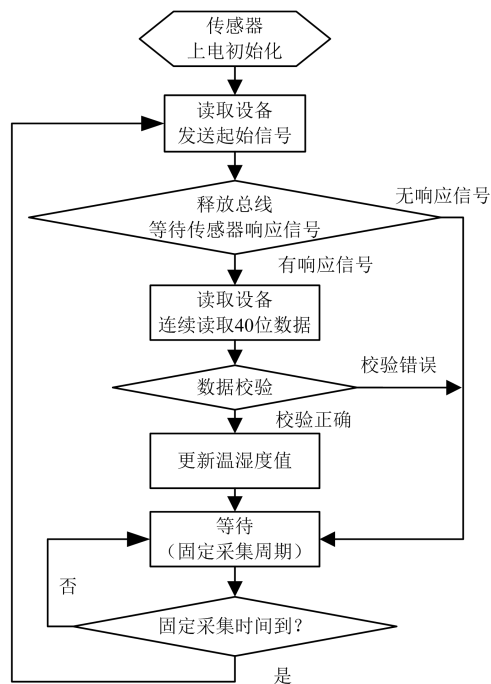 传感器
上电初始化
读取设备
发送起始信号
无响应信号
释放总线
等待传感器响应信号
有响应信号
读取设备
连续读取40位数据
校验错误
数据校验
校验正确
更新温湿度值
等待
（固定采集周期）
否
固定采集时间到？
是